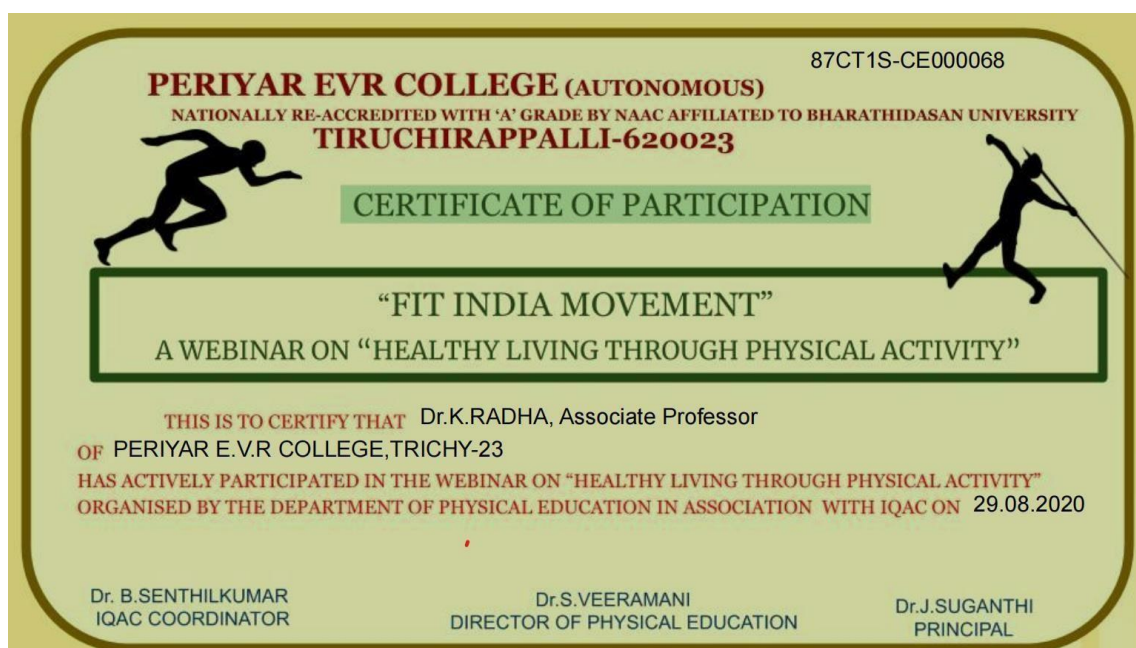 87CT1S-CE000068
PERIYAR EVR COLLEGE (AUTONOMOUS)
NATIONALLY RE-ACCREDITED WITH ‘A’ GRADE BY NAAC AFFILIATED TO BHARATHIDASAN UNIVERSITY
TIRUCHIRAPPALLI-620023
CERTIFICATE OF PARTICIPATION
“FIT INDIA MOVEMENT”
A WEBINAR ON “HEALTHY LIVING THROUGH PHYSICAL ACTIVITY”
THIS IS TO CERTIFY THAT Dr.K.RADHA, Associate Professor
OF PERIYAR E.V.R COLLEGE,TRICHY-23
HAS ACTIVELY PARTICIPATED IN THE WEBINAR ON “HEALTHY LIVING THROUGH PHYSICAL ACTIVITY”
ORGANISED BY THE DEPARTMENT OF PHYSICAL EDUCATION IN ASSOCIATION WITH IQAC ON 29.08.2020
Dr. B.SENTHILKUMAR
IQAC COORDINATOR
Dr.S.VEERAMANI
DIRECTOR OF PHYSICAL EDUCATION
Dr.J.SUGANTHI
PRINCIPAL